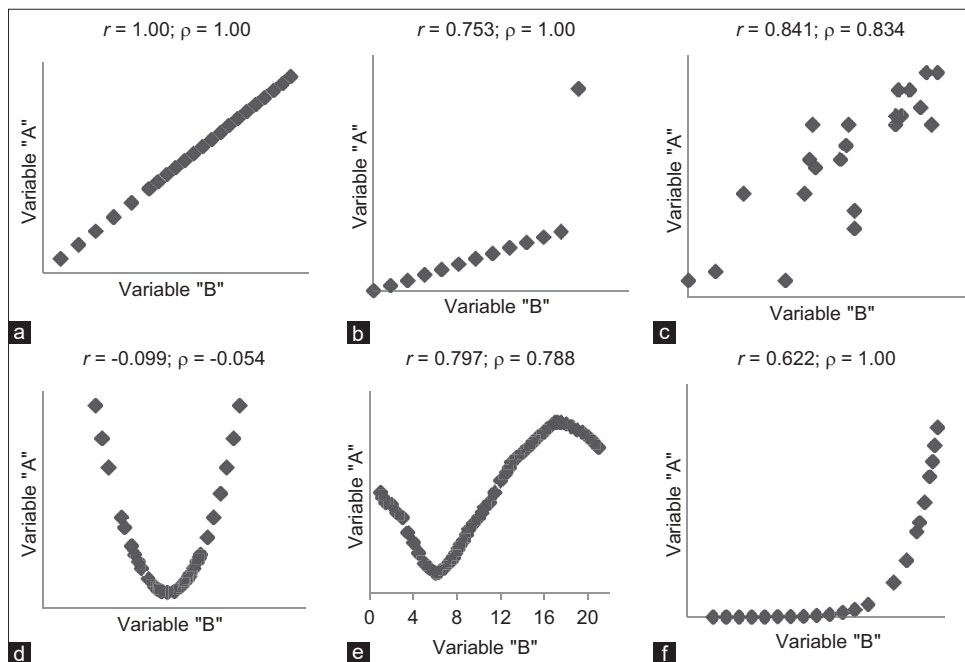 r = 1.00; ρ = 1.00
Variable "A"
Variable "B"
a
r = 0.753; ρ = 1.00
Variable "A"
Variable "B"
b
r = 0.841; ρ = 0.834
Variable "A"
Variable "B"
c
r = -0.099; ρ = -0.054
Variable "A"
Variable "B"
d
r = 0.797; ρ = 0.788
Variable "A"
0 4 8 12 16 20
Variable "B"
e
r = 0.622; ρ = 1.00
Variable "A"
Variable "B"
f